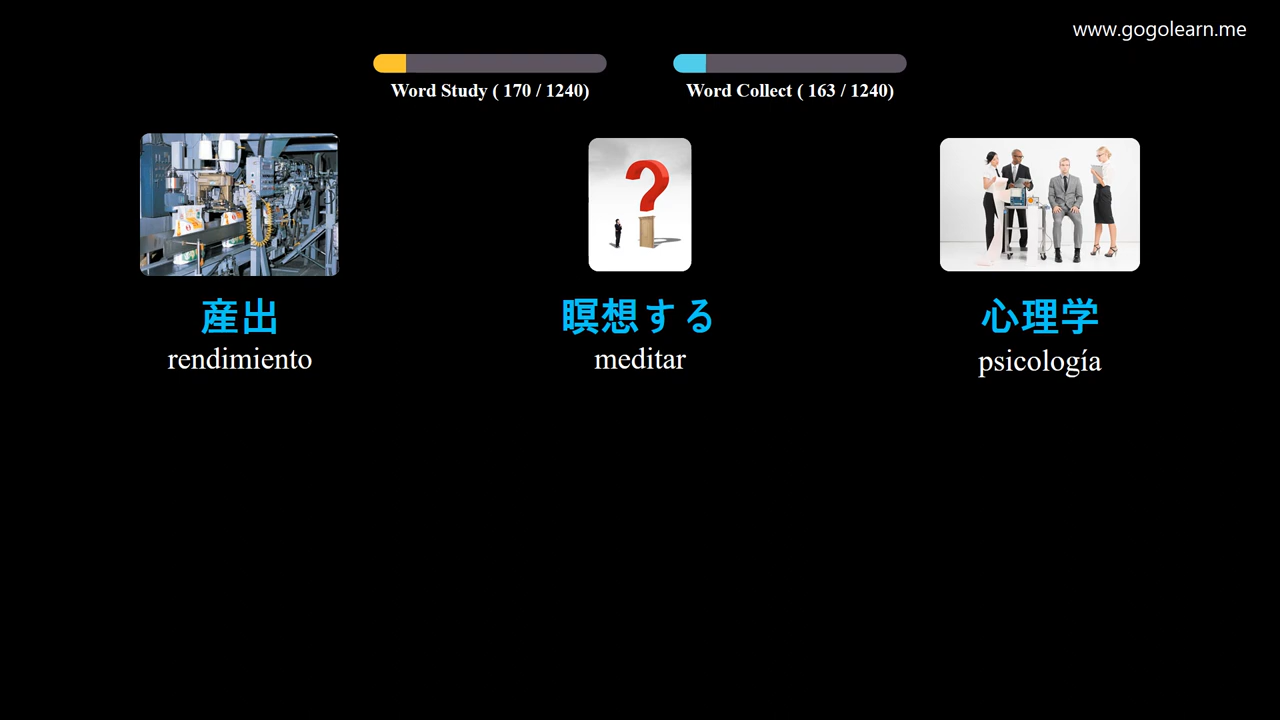 www.gogolearn.me
Word Study ( 170 / 1240)
Word Collect ( 163 / 1240)
産出
瞑想する
心理学
rendimiento
meditar
psicología